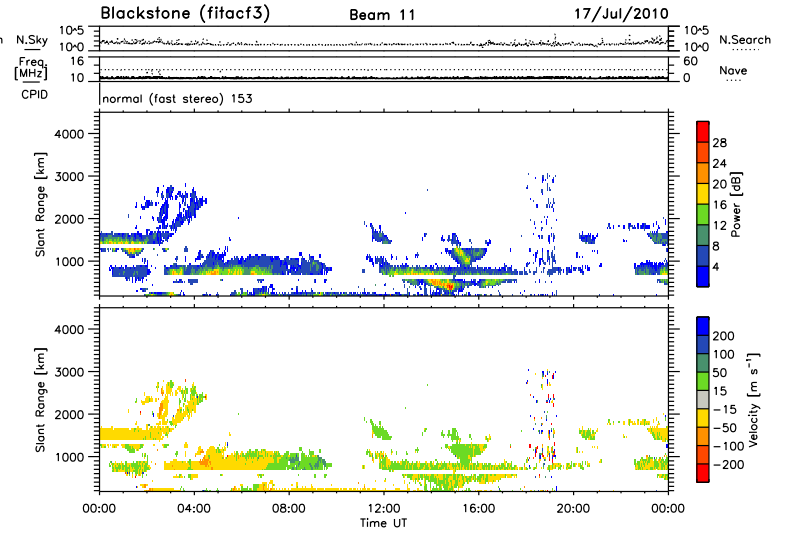 Blackstone (fitacf3) Beam 11 17/Jul/2010
N.Sky 10^5 10^0 10^5 10^0 N.Search
Freq. [MHz] 16 10 60 0 Nave
CPID normal (fast stereo) 153
Slant Range [km] 4000 3000 2000 1000
28 24 20 16 12 8 4 Power [dB]
Slant Range [km] 4000 3000 2000 1000
200 100 50 15 -15 -50 -100 -200 Velocity [m s⁻¹]
00:00 04:00 08:00 12:00 16:00 20:00 00:00
Time UT